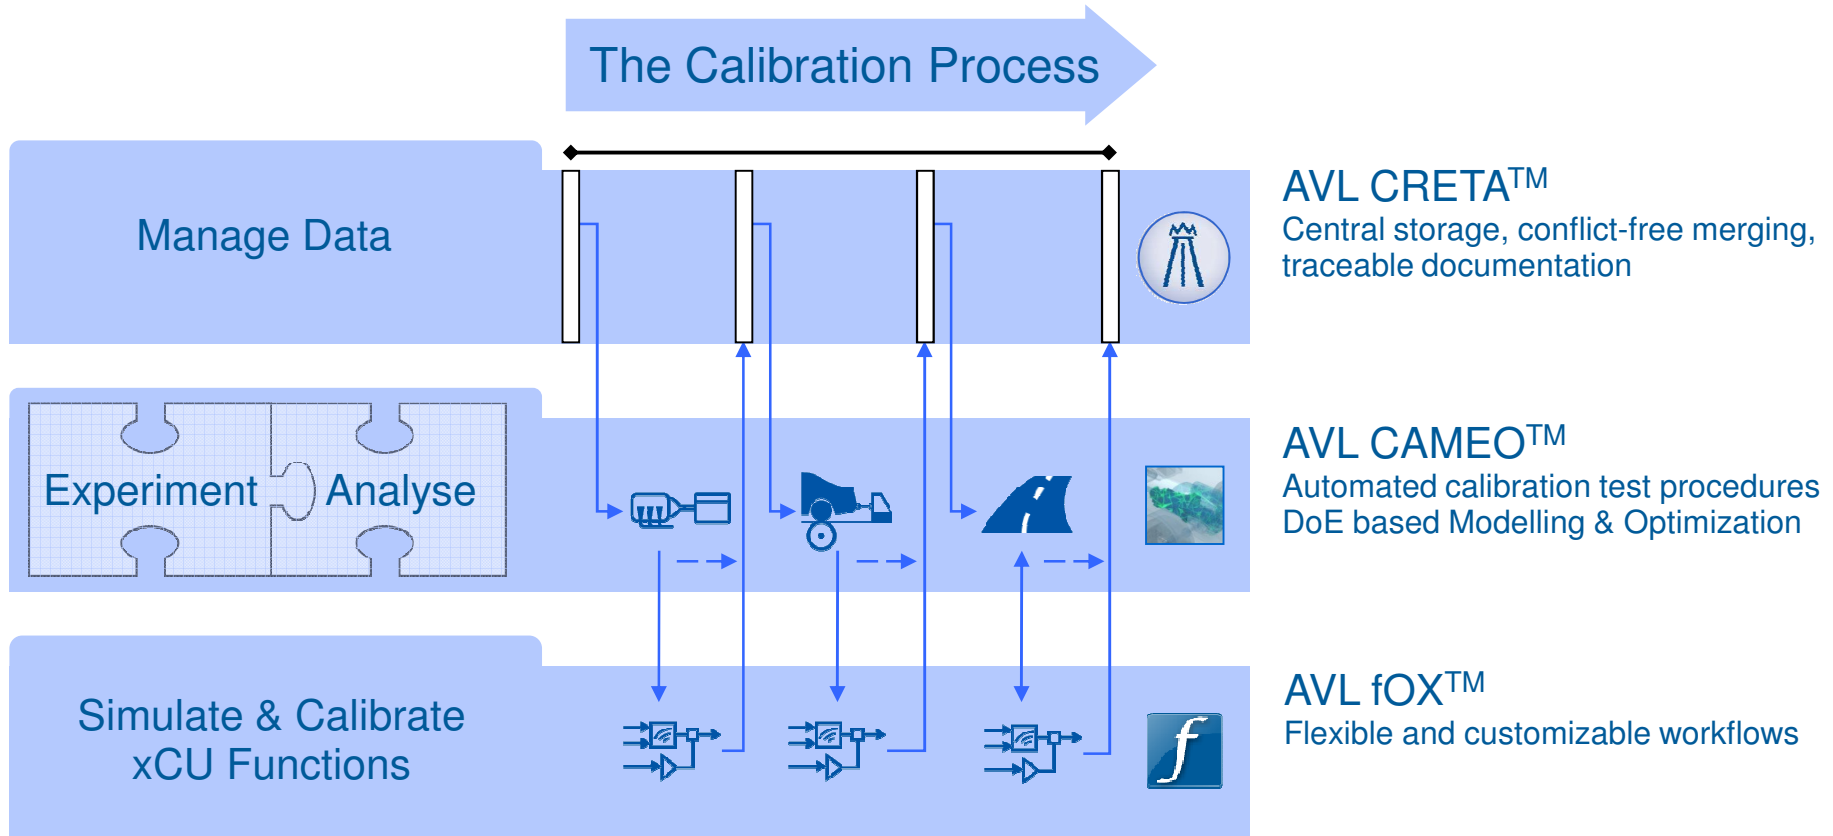 The Calibration Process
Manage Data
AVL CRETA™
Central storage, conflict-free merging,
traceable documentation
Experiment
Analyse
AVL CAMEO™
Automated calibration test procedures
DoE based Modelling & Optimization
Simulate & Calibrate
xCU Functions
f
AVL fOX™
Flexible and customizable workflows